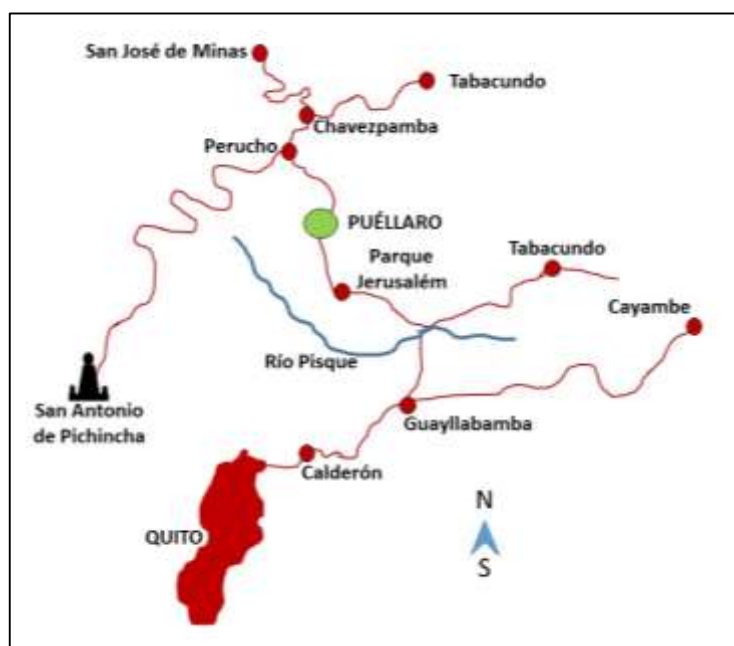 San José de Minas
Tabacundo
Chavezpamba
Perucho
PUÉLLARO
Parque
Jerusalém
Tabacundo
Cayambe
Río Pisque
San Antonio
de Pichincha
Guayllabamba
Calderón
N
QUITO
S